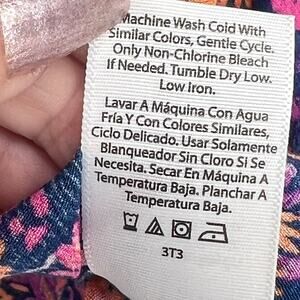 Machine Wash Cold With
Similar Colors, Gentle Cycle.
Only Non-Chlorine Bleach
If Needed. Tumble Dry Low.
Low iron.
Lavar A Máquina Con Agua
Fría Y Con Colores Similares,
Ciclo Delicado. Usar Solamente
Blanqueador Sin Cloro Si Se
Necesita. Secar En Máquina A
Temperatura Baja. Planchar A
Temperatura Baja.
3T3